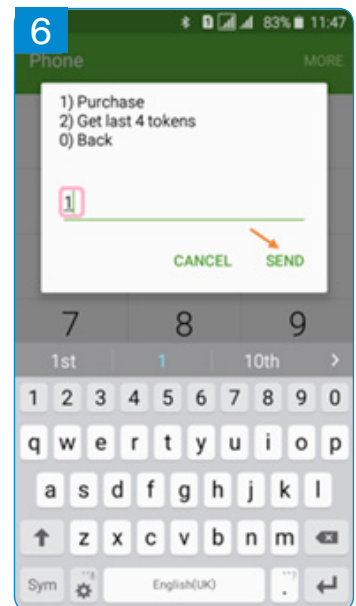 6
83% 11:47
Phone MORE
1) Purchase
2) Get last 4 tokens
0) Back
1
CANCEL SEND
7 8 9
1st 1 10th >
1 2 3 4 5 6 7 8 9 0
q w e r t y u i o p
a s d f g h j k l
z x c v b n m
Sym English(UK) .